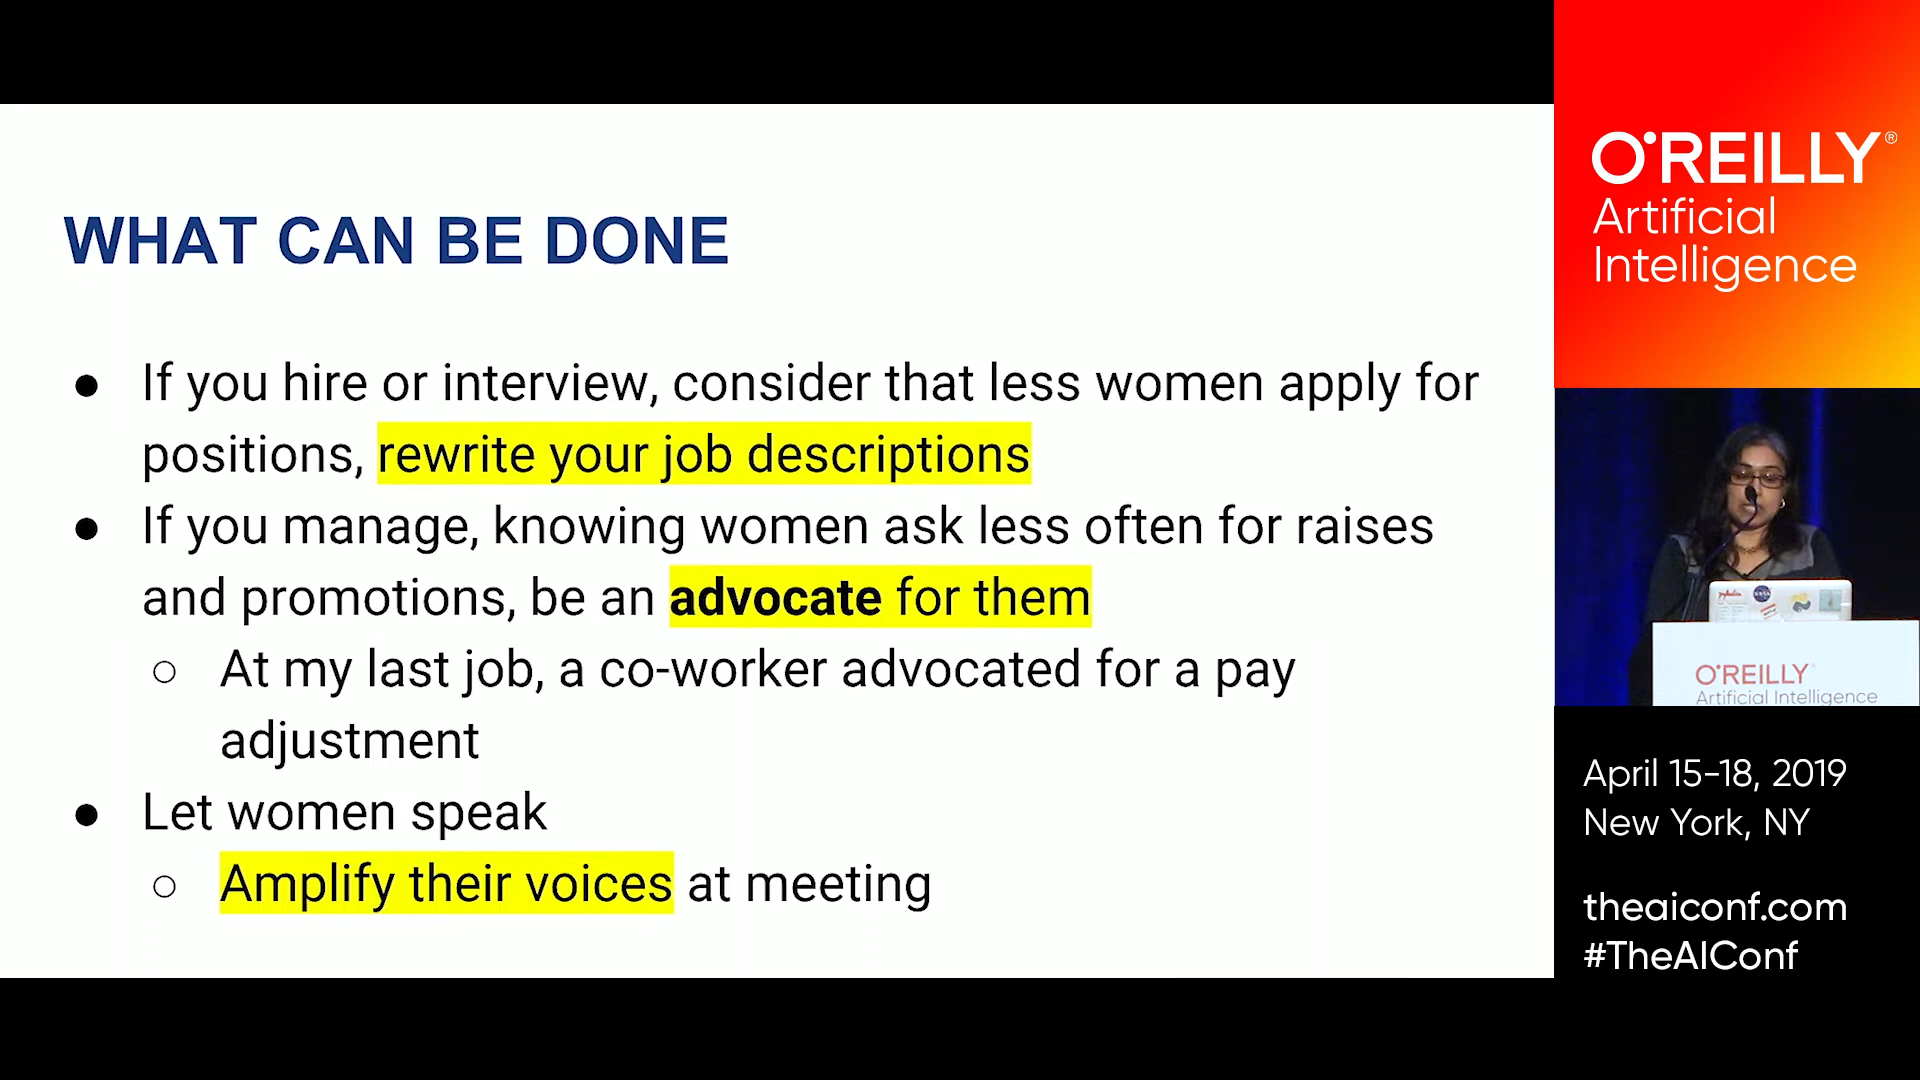 WHAT CAN BE DONE
● If you hire or interview, consider that less women apply for
positions, rewrite your job descriptions
● If you manage, knowing women ask less often for raises
and promotions, be an advocate for them
○ At my last job, a co-worker advocated for a pay
adjustment
● Let women speak
○ Amplify their voices at meeting
O'REILLY®
Artificial
Intelligence
NASA
O'REILLY
Artificial Intelligence
April 15-18, 2019
New York, NY
theaiconf.com
#TheAIConf